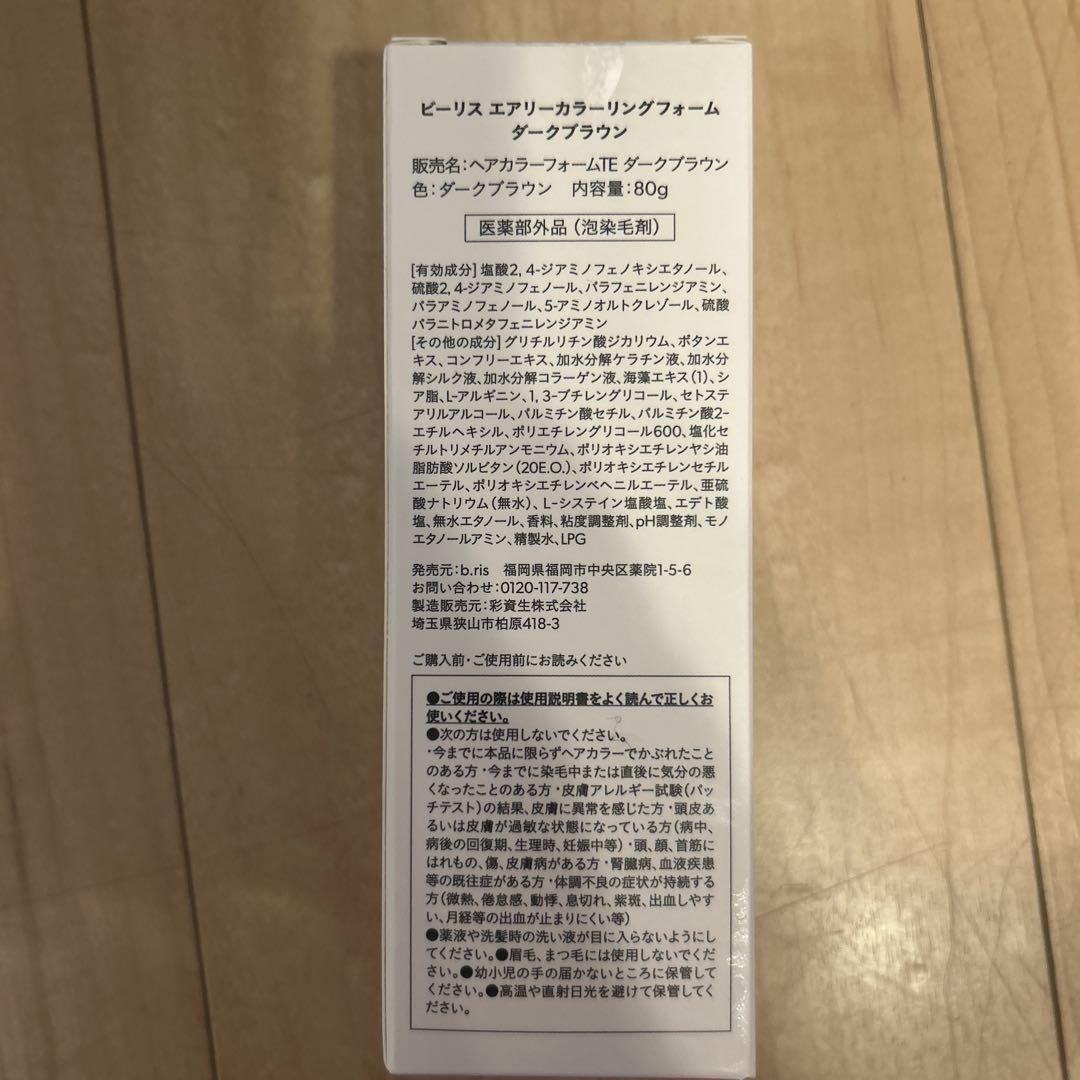 ビーリス エアリーカラーリングフォーム
ダークブラウン
販売名：ヘアカラーフォームTE ダークブラウン
色：ダークブラウン 内容量：80g
医薬部外品（泡染毛剤）
[有効成分] 塩酸2, 4-ジアミノフェノキシエタノール、
硫酸2, 4-ジアミノフェノール、パラフェニレンジアミン、
パラアミノフェノール、5-アミノオルトクレゾール、硫酸
パラニトロメタフェニレンジアミン
[その他の成分] グリチルリチン酸ジカリウム、ボタンエ
キス、コンフリーエキス、加水分解ケラチン液、加水分
解シルク液、加水分解コラーゲン液、海藻エキス（1）、シ
ア脂、L-アルギニン、1, 3-ブチレングリコール、セトステ
アリルアルコール、パルミチン酸セチル、パルミチン酸2-
エチルヘキシル、ポリエチレングリコール600、塩化セ
チルトリメチルアンモニウム、ポリオキシエチレンヤシ油
脂肪酸ソルビタン（20E.O.）、ポリオキシエチレンセチル
エーテル、ポリオキシエチレンベヘニルエーテル、亜硫
酸ナトリウム（無水）、L-システイン塩酸塩、エデト酸
塩、無水エタノール、香料、粘度調整剤、pH調整剤、モノ
エタノールアミン、精製水、LPG
発売元：b.ris 福岡県福岡市中央区薬院1-5-6
お問い合わせ：0120-117-738
製造販売元：彩資生株式会社
埼玉県狭山市柏原418-3
ご購入前・ご使用前にお読みください
●ご使用の際は使用説明書をよく読んで正しくお
使いください。
●次の方は使用しないでください。
・今までに本品に限らずヘアカラーでかぶれたこと
のある方・今までに染毛中または直後に気分の悪
くなったことのある方・皮膚アレルギー試験（パッ
チテスト）の結果、皮膚に異常を感じた方・頭皮あ
るいは皮膚が過敏な状態になっている方（病中、
病後の回復期、生理時、妊娠中等）・頭、顔、首筋に
はれもの、傷、皮膚病がある方・腎臓病、血液疾患
等の既往症がある方・体調不良の症状が持続する
方（微熱、倦怠感、動悸、息切れ、紫斑、出血しやす
い、月経等の出血が止まりにくい等）
●薬液や洗髪時の洗い液が目に入らないようにし
てください。●眉毛、まつ毛には使用しないでくだ
さい。●幼小児の手の届かないところに保管して
ください。●高温や直射日光を避けて保管してく
ださい。